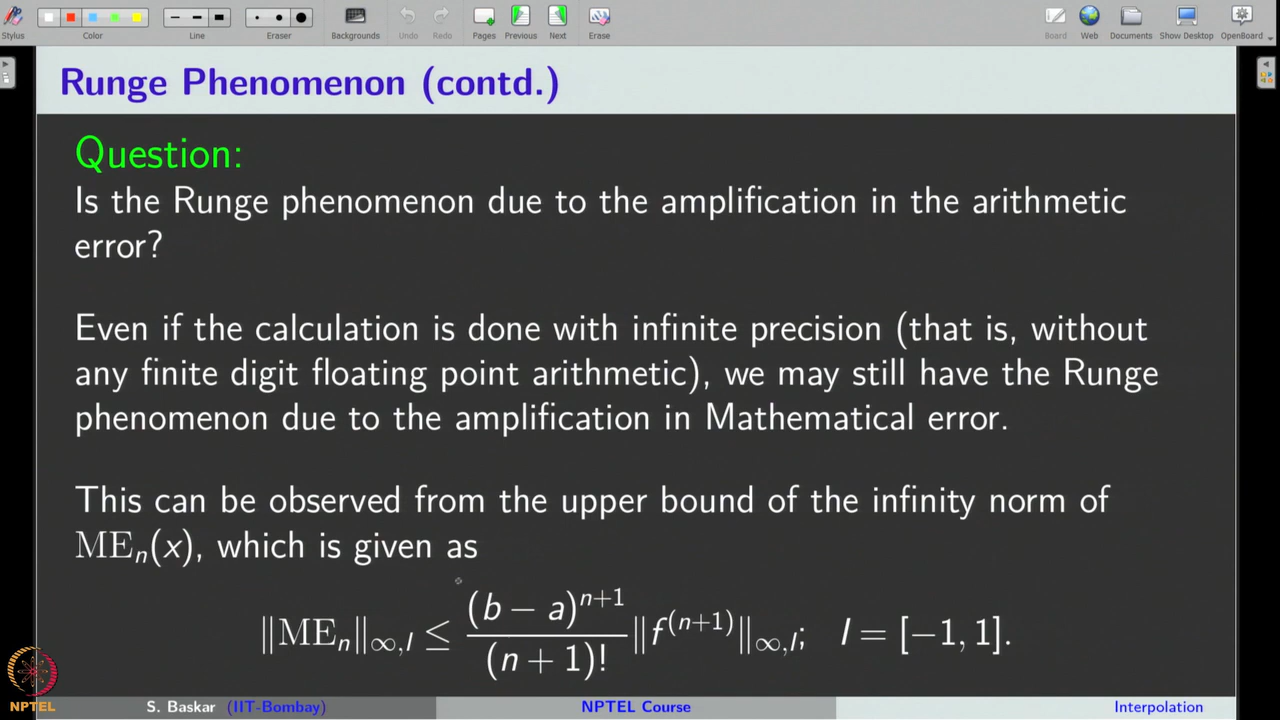 Stylus Color Line Eraser Backgrounds Undo Redo Pages Previous Next Erase Board Web Documents Show Desktop OpenBoard
Runge Phenomenon (contd.)
Question:
Is the Runge phenomenon due to the amplification in the arithmetic
error?
Even if the calculation is done with infinite precision (that is, without
any finite digit floating point arithmetic), we may still have the Runge
phenomenon due to the amplification in Mathematical error.
This can be observed from the upper bound of the infinity norm of
MEₙ(x), which is given as
‖MEₙ‖∞,I ≤ (b − a)ⁿ⁺¹ / (n + 1)! ‖f⁽ⁿ⁺¹⁾‖∞,I; I = [−1, 1].
NPTEL
S. Baskar (IIT-Bombay) NPTEL Course Interpolation